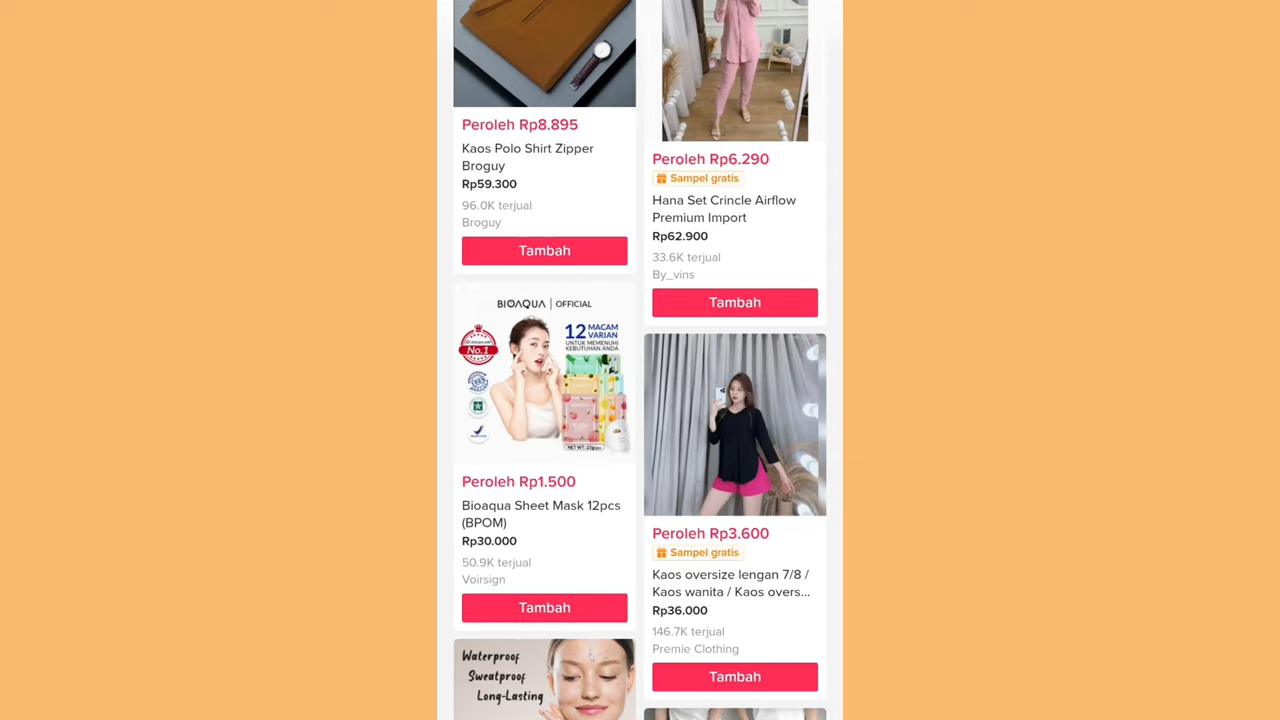 Peroleh Rp8.895
Kaos Polo Shirt Zipper
Broguy
Rp59.300
96.0K terjual
Broguy
Tambah
BIOAQUA | OFFICIAL
No.1
12 MACAM
VARIAN
UNTUK MEMENUHI
KEBUTUHAN ANDA
Peroleh Rp1.500
Bioaqua Sheet Mask 12pcs
(BPOM)
Rp30.000
50.9K terjual
Voirsign
Tambah
Waterproof
Sweatproof
Long-Lasting
Peroleh Rp6.290
Sampel gratis
Hana Set Crincle Airflow
Premium Import
Rp62.900
33.6K terjual
By_vins
Tambah
Peroleh Rp3.600
Sampel gratis
Kaos oversize lengan 7/8 /
Kaos wanita / Kaos overs...
Rp36.000
146.7K terjual
Premie Clothing
Tambah